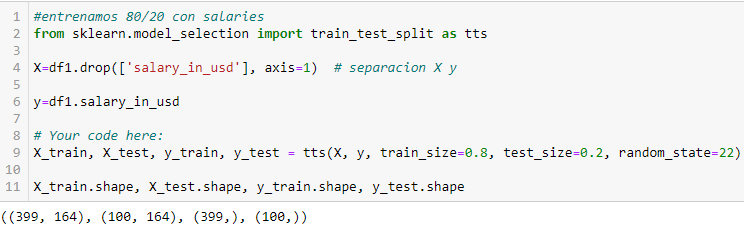 1 #entrenamos 80/20 con salaries
2 from sklearn.model_selection import train_test_split as tts
3
4 X=df1.drop(['salary_in_usd'], axis=1)  # separacion X y
5
6 y=df1.salary_in_usd
7
8 # Your code here:
9 X_train, X_test, y_train, y_test = tts(X, y, train_size=0.8, test_size=0.2, random_state=22)
10
11 X_train.shape, X_test.shape, y_train.shape, y_test.shape
((399, 164), (100, 164), (399,), (100,))